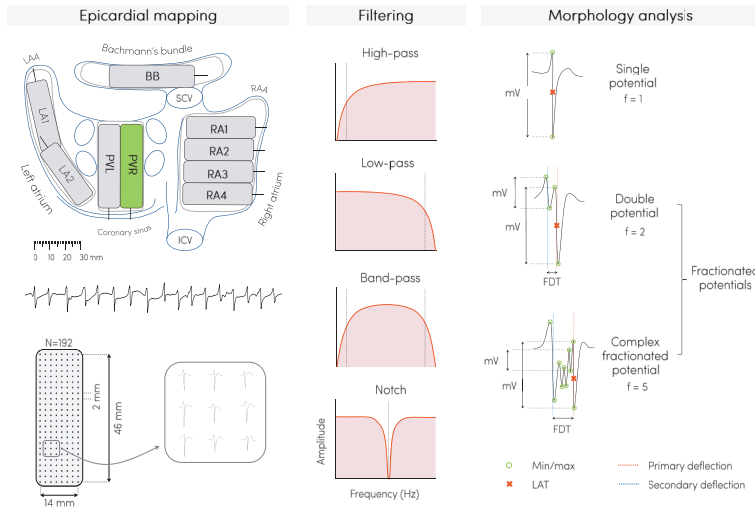 Epicardial mapping
Bachmann's bundle
LAA
BB
SCV
RAA
LA1
LA2
PVL
PVR
RA1
RA2
RA3
RA4
Left atrium
Right atrium
Coronary sinus
ICV
0 10 20 30 mm
N=192
2 mm
46 mm
14 mm
Filtering
High-pass
Low-pass
Band-pass
Notch
Amplitude
Frequency (Hz)
Morphology analysis
mV
Single
potential
f = 1
mV
mV
FDT
Double
potential
f = 2
mV
mV
FDT
Complex
fractionated
potential
f = 5
Fractionated
potentials
Min/max
LAT
Primary deflection
Secondary deflection